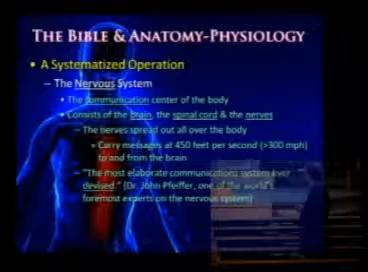 THE BIBLE & ANATOMY-PHYSIOLOGY
• A Systematized Operation
– The Nervous System
• The communication center of the body
• Consists of the brain, the spinal cord & the nerves
– The nerves spread out all over the body
» Carry messages at 450 feet per second (>300 mph)
to and from the brain
– "The most elaborate communications system ever
devised." (Dr. John Pfeiffer, one of the world's
foremost experts on the nervous system)